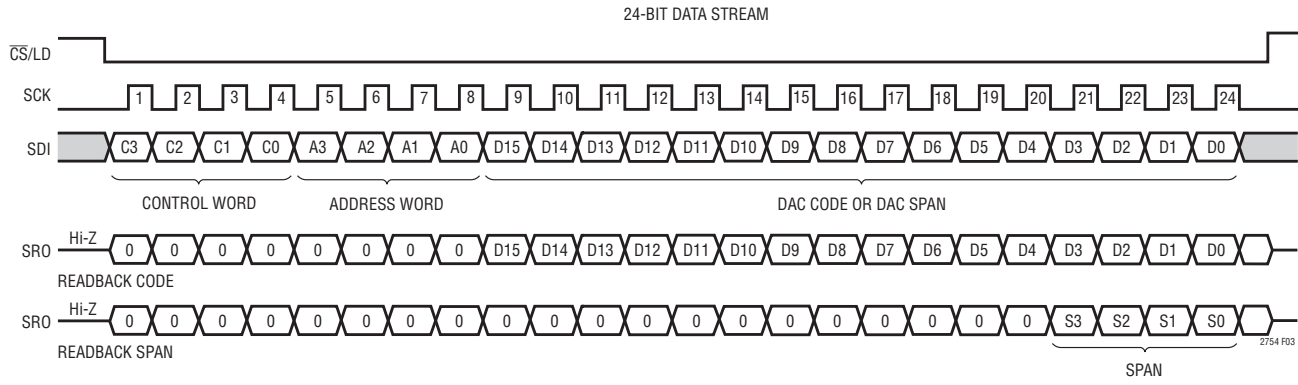 24-BIT DATA STREAM
CS/LD
SCK 1 2 3 4 5 6 7 8 9 10 11 12 13 14 15 16 17 18 19 20 21 22 23 24
SDI C3 C2 C1 C0 A3 A2 A1 A0 D15 D14 D13 D12 D11 D10 D9 D8 D7 D6 D5 D4 D3 D2 D1 D0
CONTROL WORD ADDRESS WORD DAC CODE OR DAC SPAN
SRO Hi-Z 0 0 0 0 0 0 0 0 D15 D14 D13 D12 D11 D10 D9 D8 D7 D6 D5 D4 D3 D2 D1 D0
READBACK CODE
SRO Hi-Z 0 0 0 0 0 0 0 0 0 0 0 0 0 0 0 0 0 0 0 0 S3 S2 S1 S0
READBACK SPAN
2754 F03
SPAN